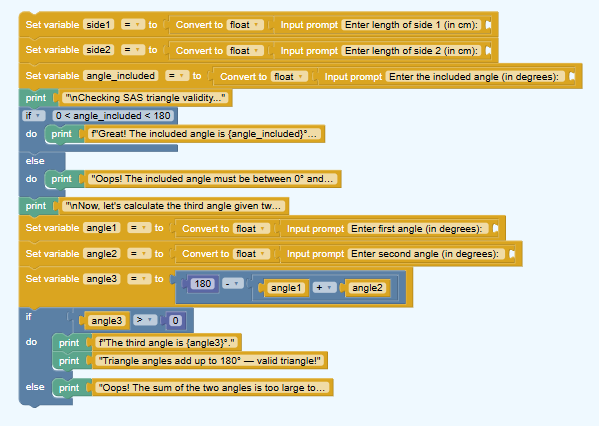 Set variable side1 = to Convert to float Input prompt Enter length of side 1 (in cm):
Set variable side2 = to Convert to float Input prompt Enter length of side 2 (in cm):
Set variable angle_included = to Convert to float Input prompt Enter the included angle (in degrees):
print "\nChecking SAS triangle validity..."
if 0 < angle_included < 180
do print f"Great! The included angle is {angle_included}°...
else
do print "Oops! The included angle must be between 0° and...
print "\nNow, let's calculate the third angle given tw...
Set variable angle1 = to Convert to float Input prompt Enter first angle (in degrees):
Set variable angle2 = to Convert to float Input prompt Enter second angle (in degrees):
Set variable angle3 = to 180 - angle1 + angle2
if angle3 > 0
do print f"The third angle is {angle3}°."
print "Triangle angles add up to 180° — valid triangle!"
else print "Oops! The sum of the two angles is too large to...